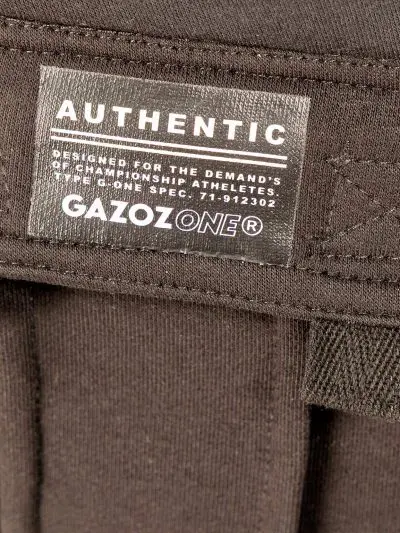 AUTHENTIC
DESIGNED FOR THE DEMAND'S
OF CHAMPIONSHIP ATHELETES.
TYPE G-ONE SPEC. 71-912302
GAZOZONE®